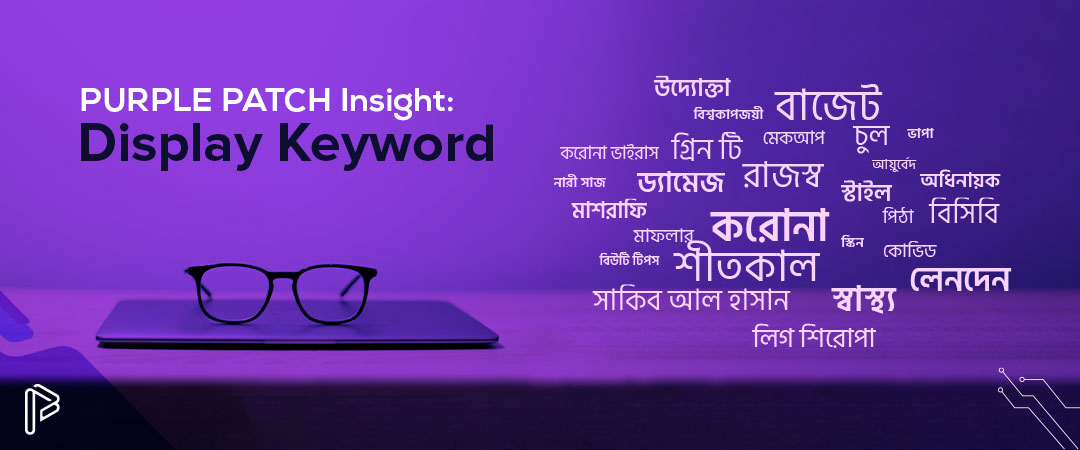 PURPLE PATCH Insight:
Display Keyword
উদ্যোক্তা
বিশ্বকাপজয়ী
বাজেট
করোনা ভাইরাস
গ্রিন টি
মেকআপ
চুল
ভাপা
আয়ুর্বেদ
নারী সাজ
ড্যামেজ
রাজস্ব
স্টাইল
অধিনায়ক
মাশরাফি
করোনা
পিঠা
বিসিবি
মাফলার
স্কিন
কোভিড
বিউটি টিপস
শীতকাল
লেনদেন
সাকিব আল হাসান
স্বাস্থ্য
লিগ শিরোপা